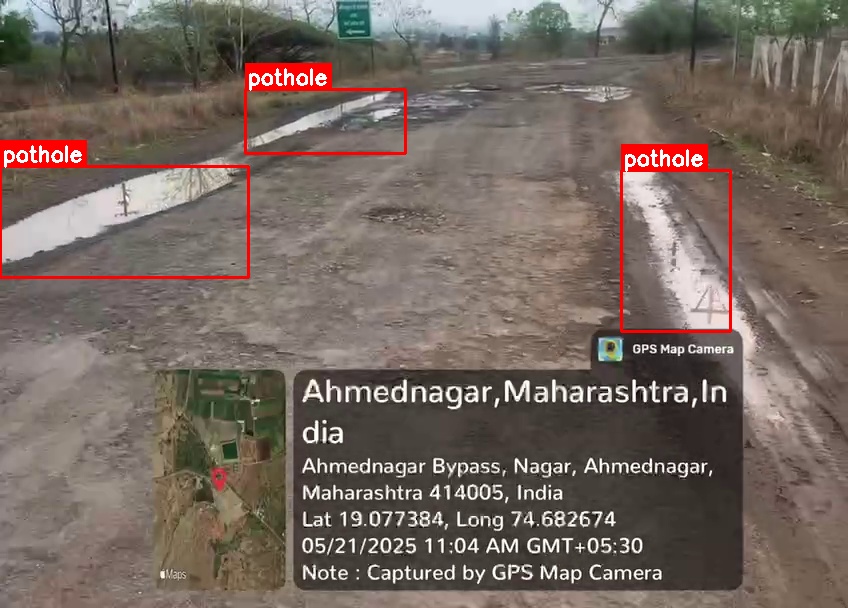 pothole
pothole
pothole
GPS Map Camera
Ahmednagar,Maharashtra,In
dia
Ahmednagar Bypass, Nagar, Ahmednagar,
Maharashtra 414005, India
Lat 19.077384, Long 74.682674
05/21/2025 11:04 AM GMT+05:30
Note : Captured by GPS Map Camera
Maps